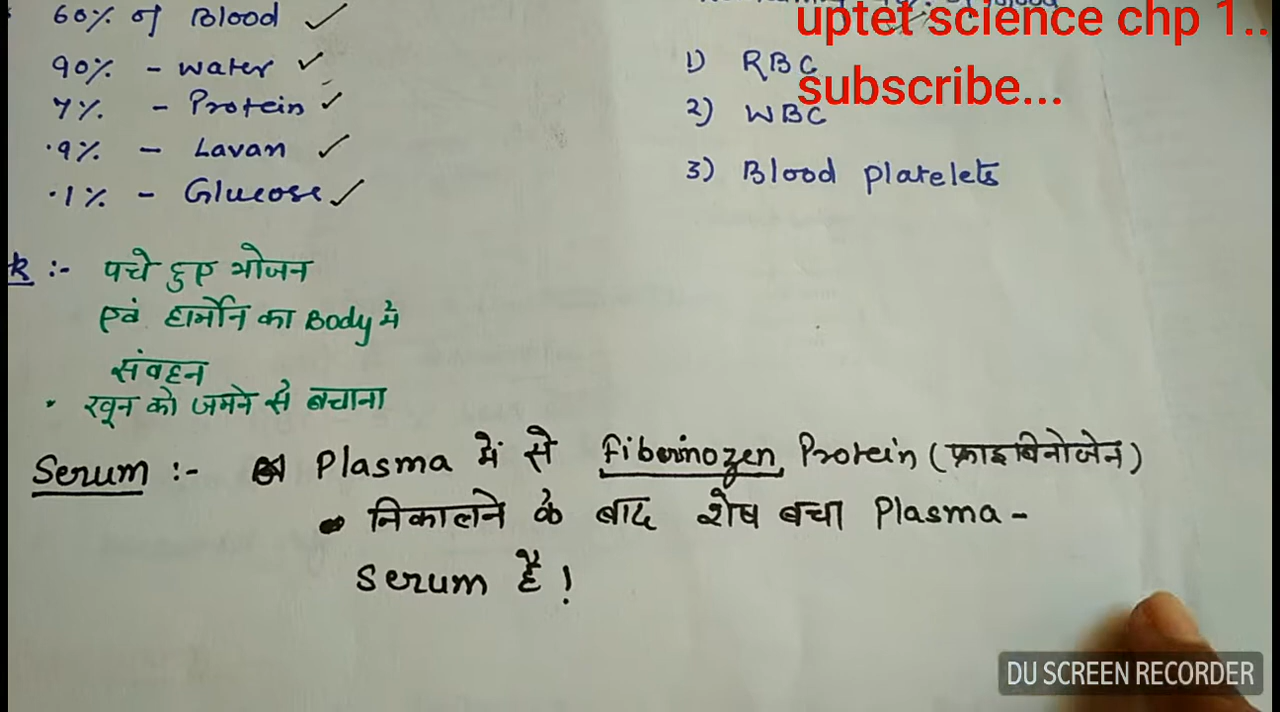 60% of Blood
90% - water
7% - Protein
.9% - Lavan
.1% - Glucose
uptet science chp 1..
subscribe...
1) RBC
2) WBC
3) Blood platelets
R :- पचे हुए भोजन
एवं हार्मोन का Body में
संवहन
• खून को जमने से बचाना
Serum :- Plasma में से Fiberinozen Protein (फ्राइबिनोजेन)
• निकालने के बाद शेष बचा Plasma -
Serum है !
DU SCREEN RECORDER